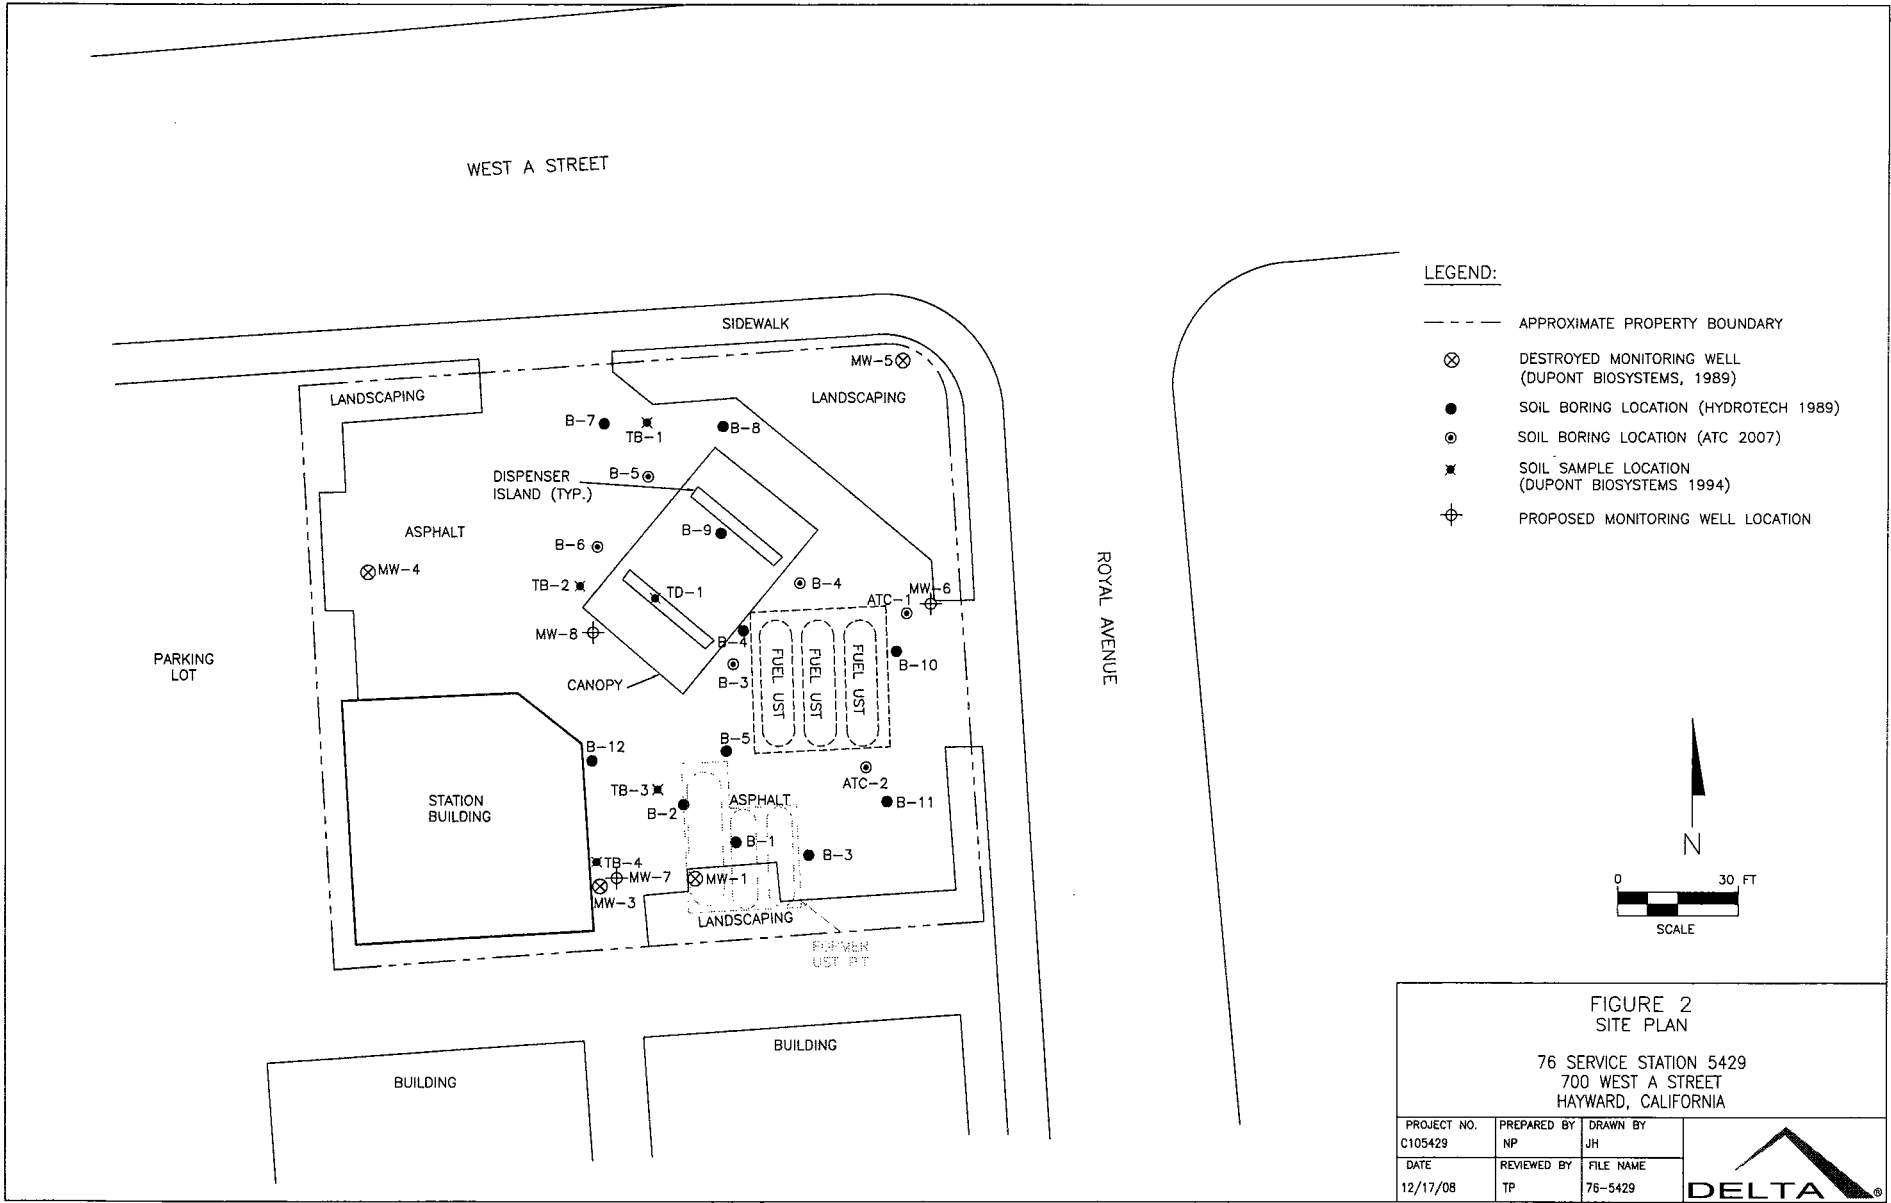 WEST A STREET
SIDEWALK
MW-5
LANDSCAPING
LANDSCAPING
B-7
TB-1
B-8
DISPENSER
ISLAND (TYP.)
B-5
B-9
ASPHALT
B-6
MW-4
TB-2
TD-1
B-4
ATC-1
MW-6
MW-8
B-4
B-10
PARKING
LOT
CANOPY
B-3
FUEL UST
FUEL UST
FUEL UST
ROYAL AVENUE
B-12
B-5
TB-3
B-2
ASPHALT
ATC-2
B-11
STATION
BUILDING
B-1
B-3
TB-4
MW-7
MW-1
MW-3
LANDSCAPING
FORMER
UST PIT
BUILDING
BUILDING
LEGEND:
APPROXIMATE PROPERTY BOUNDARY
DESTROYED MONITORING WELL
(DUPONT BIOSYSTEMS, 1989)
SOIL BORING LOCATION (HYDROTECH 1989)
SOIL BORING LOCATION (ATC 2007)
SOIL SAMPLE LOCATION
(DUPONT BIOSYSTEMS 1994)
PROPOSED MONITORING WELL LOCATION
N
0 30 FT
SCALE
FIGURE 2
SITE PLAN
76 SERVICE STATION 5429
700 WEST A STREET
HAYWARD, CALIFORNIA
PROJECT NO.
C105429
PREPARED BY
NP
DRAWN BY
JH
DATE
12/17/08
REVIEWED BY
TP
FILE NAME
76-5429
DELTA®